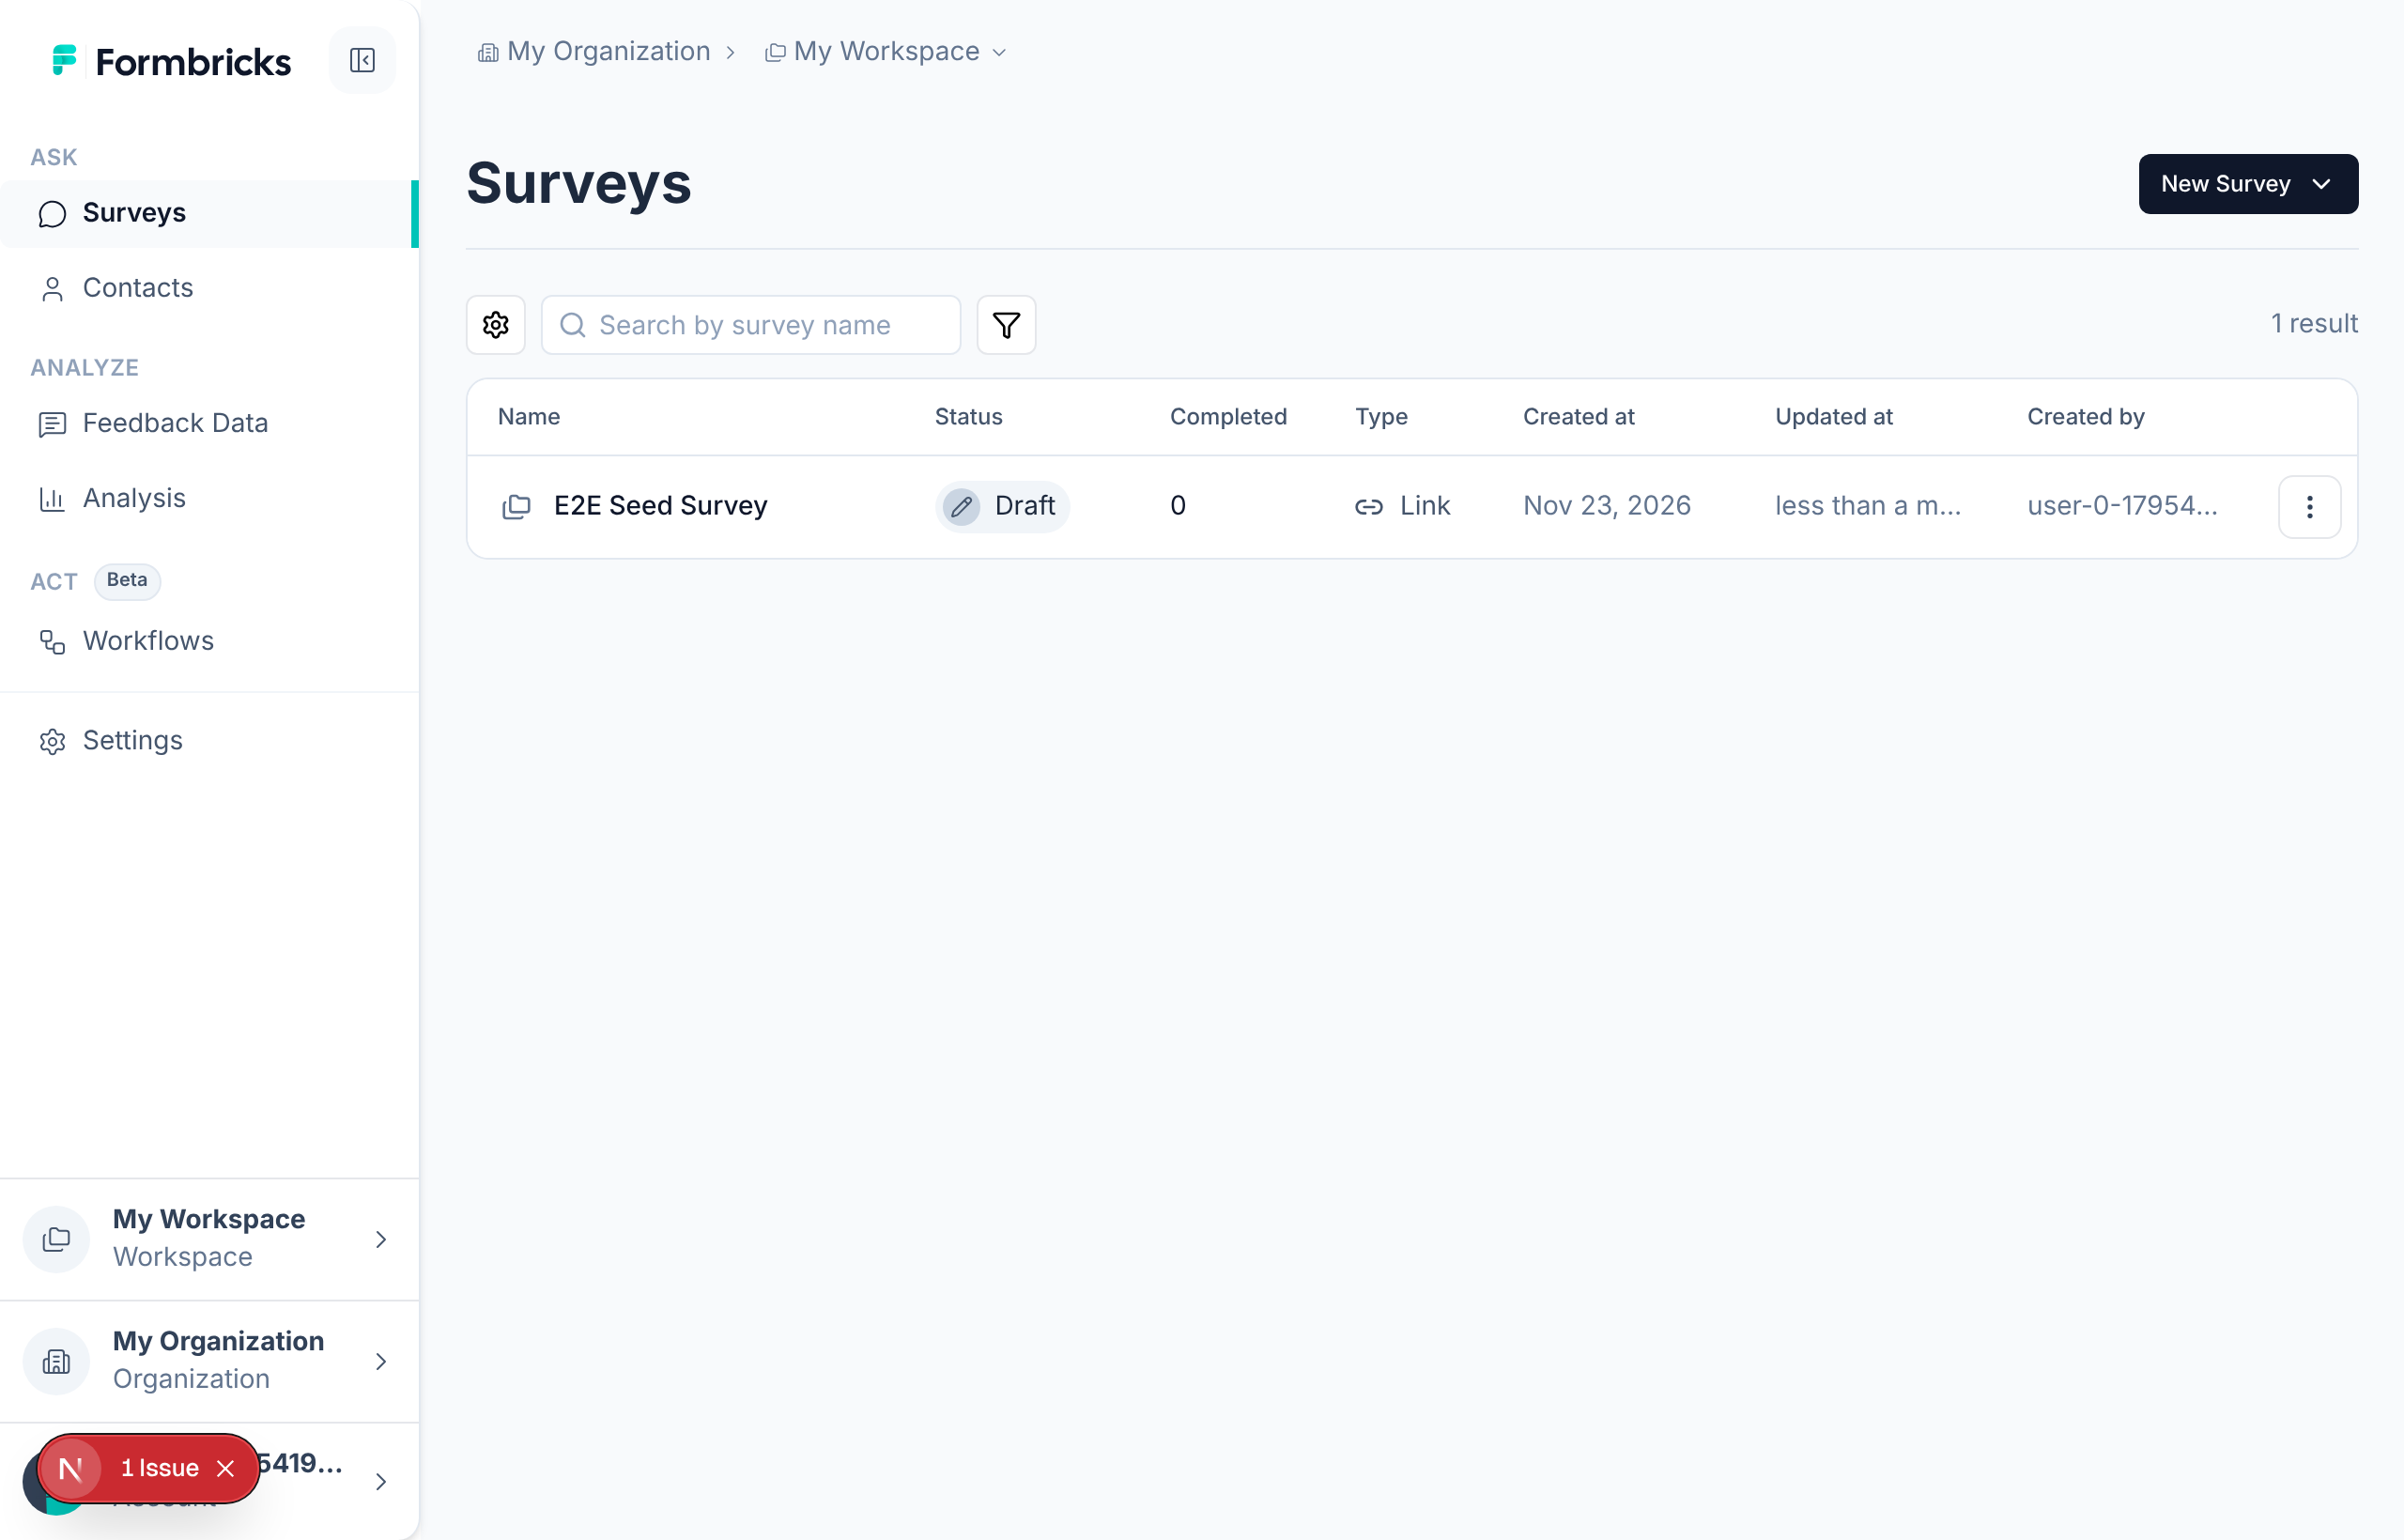 Formbricks
ASK
Surveys
Contacts
ANALYZE
Feedback Data
Analysis
ACT Beta
Workflows
Settings
My Workspace
Workspace
My Organization
Organization
5419...
N 1 Issue
My Organization > My Workspace
Surveys
New Survey
Search by survey name
1 result
Name Status Completed Type Created at Updated at Created by
E2E Seed Survey Draft 0 Link Nov 23, 2026 less than a m... user-0-17954...